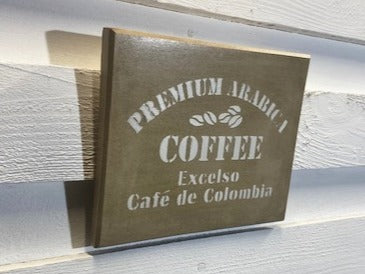 PREMIUM ARABICA
COFFEE
Excelso
Café de Colombia